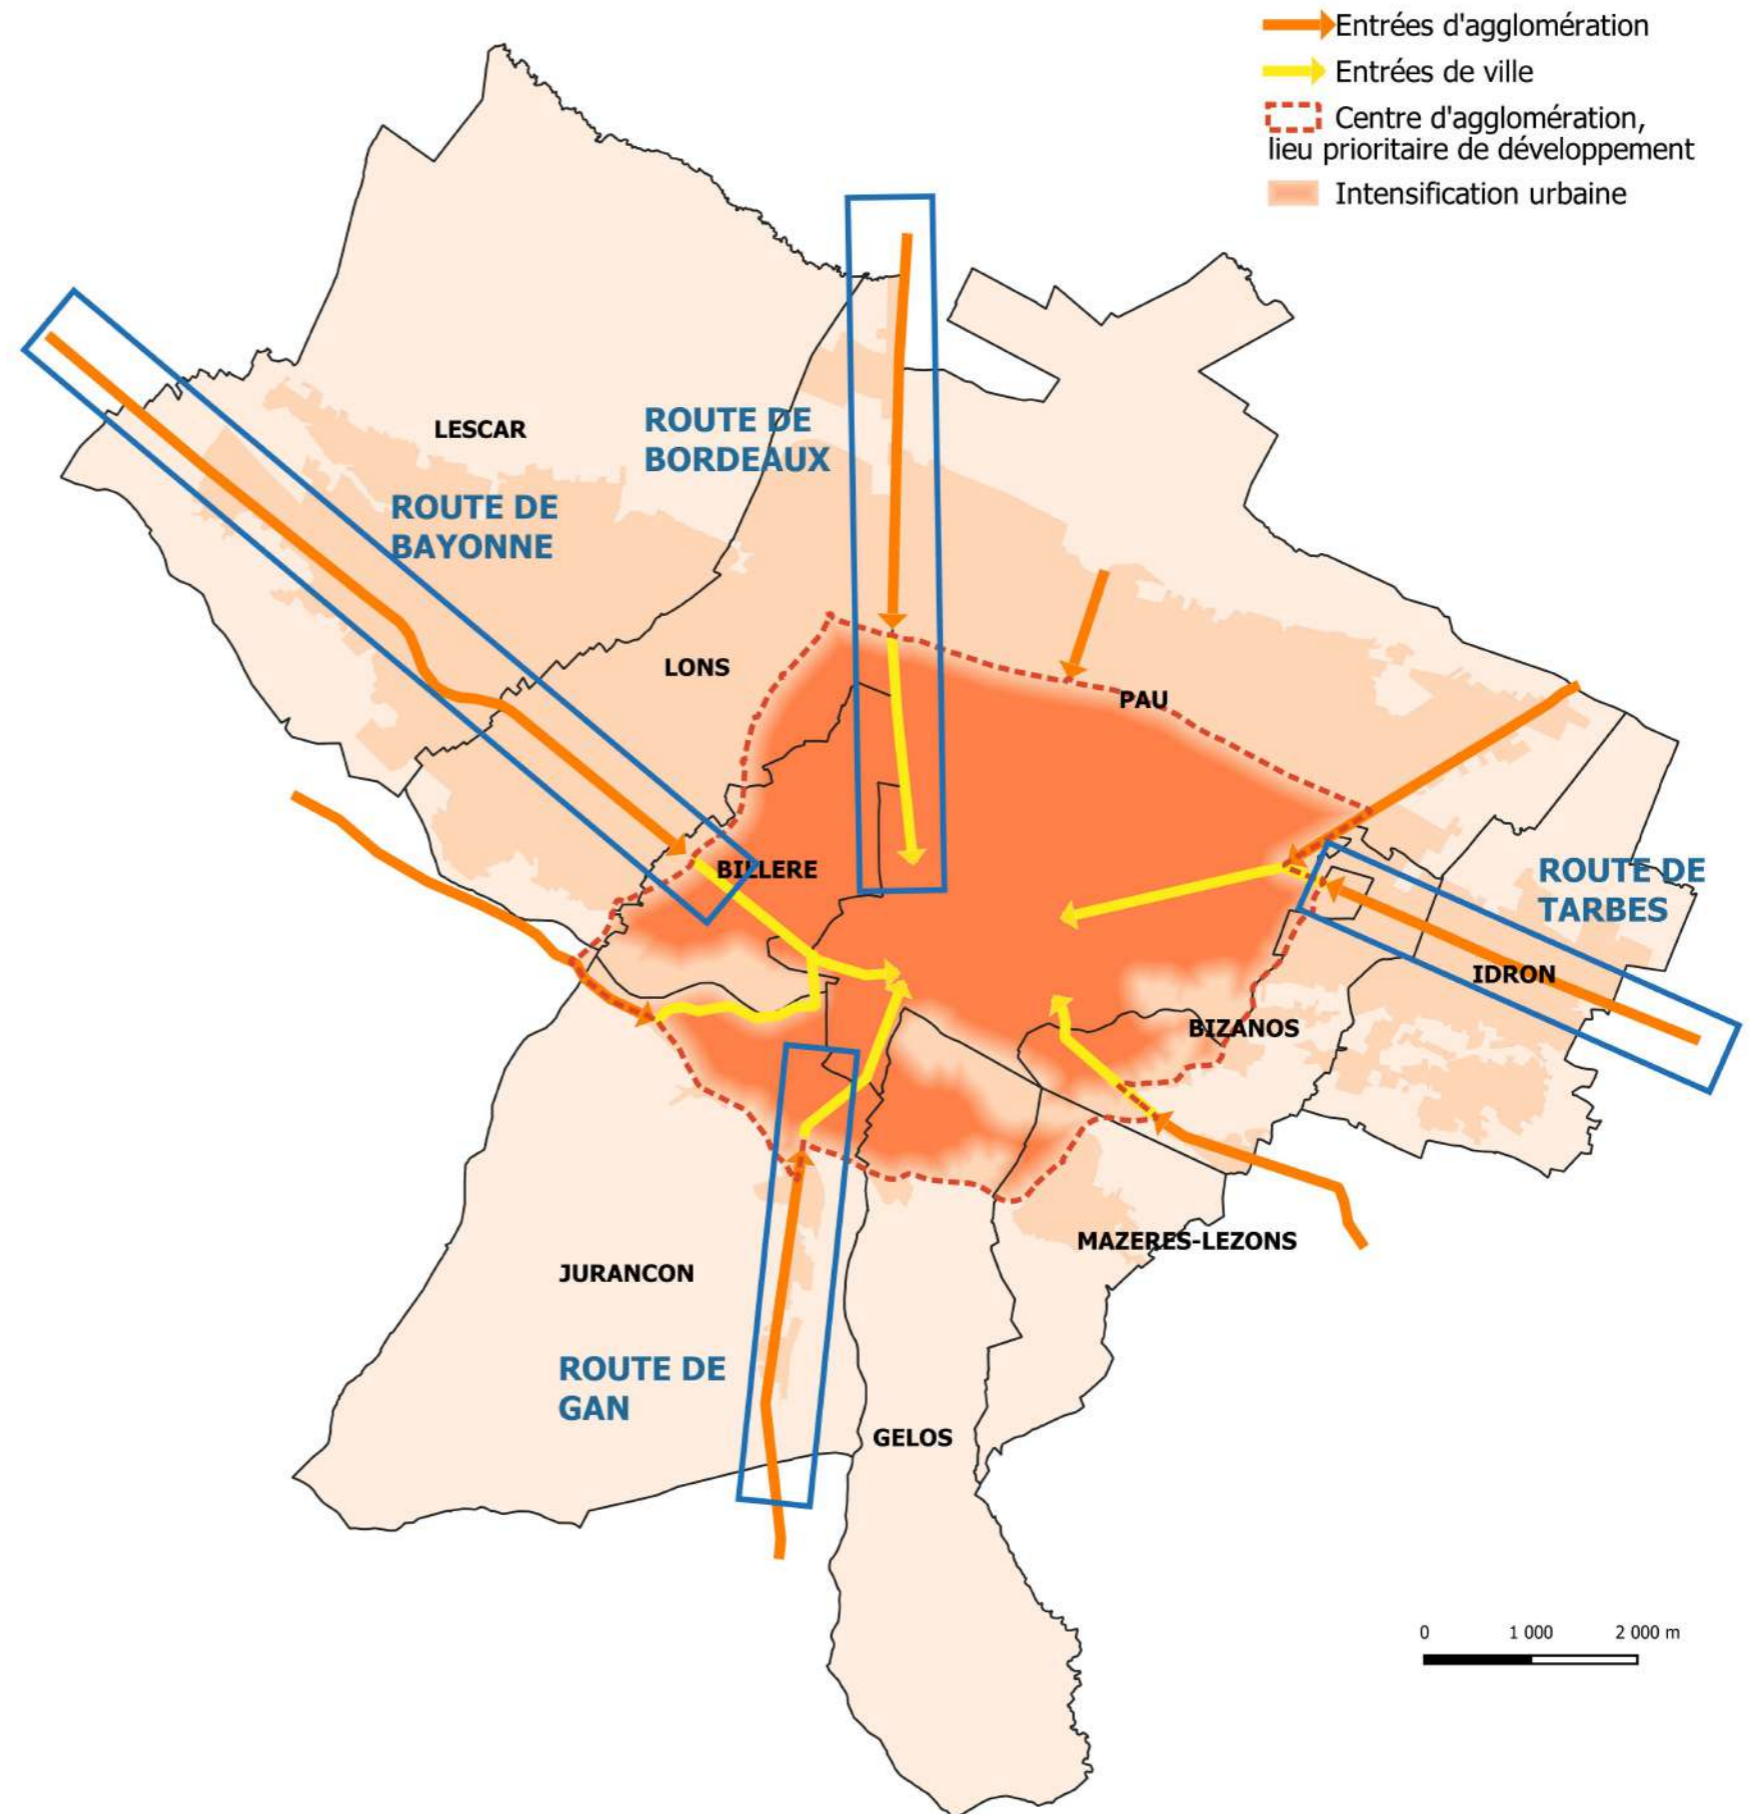 Entrées d'agglomération
Entrées de ville
Centre d'agglomération,
lieu prioritaire de développement
Intensification urbaine
LESCAR
ROUTE DE
BORDEAUX
ROUTE DE
BAYONNE
LONS
PAU
BILLERE
ROUTE DE
TARBES
IDRON
BIZANOS
MAZERES-LEZONS
JURANCON
ROUTE DE
GAN
GELOS
0 1 000 2 000 m